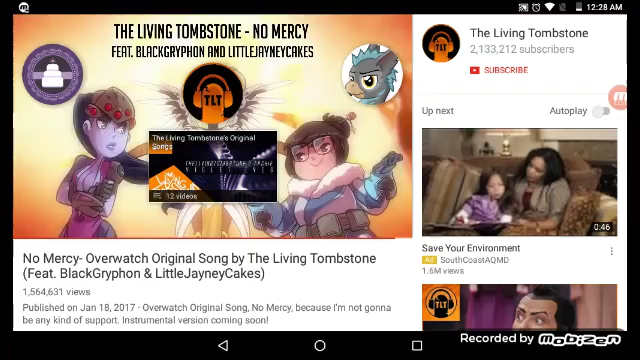 12:28 AM
THE LIVING TOMBSTONE - NO MERCY
FEAT. BLACKGRYPHON AND LITTLEJAYNEYCAKES
TLT
The Living Tombstone's Original
Songs
VIOLET EYES
12 videos
No Mercy- Overwatch Original Song by The Living Tombstone
(Feat. BlackGryphon & LittleJayneyCakes)
1,564,631 views
Published on Jan 18, 2017 · Overwatch Original Song, No Mercy, because I'm not gonna
be any kind of support. Instrumental version coming soon!
TLT
The Living Tombstone
2,133,212 subscribers
SUBSCRIBE
Up next
Autoplay
0:46
Save Your Environment
Ad SouthCoastAQMD
1.6M views
TLT
Recorded by MOBIZEN